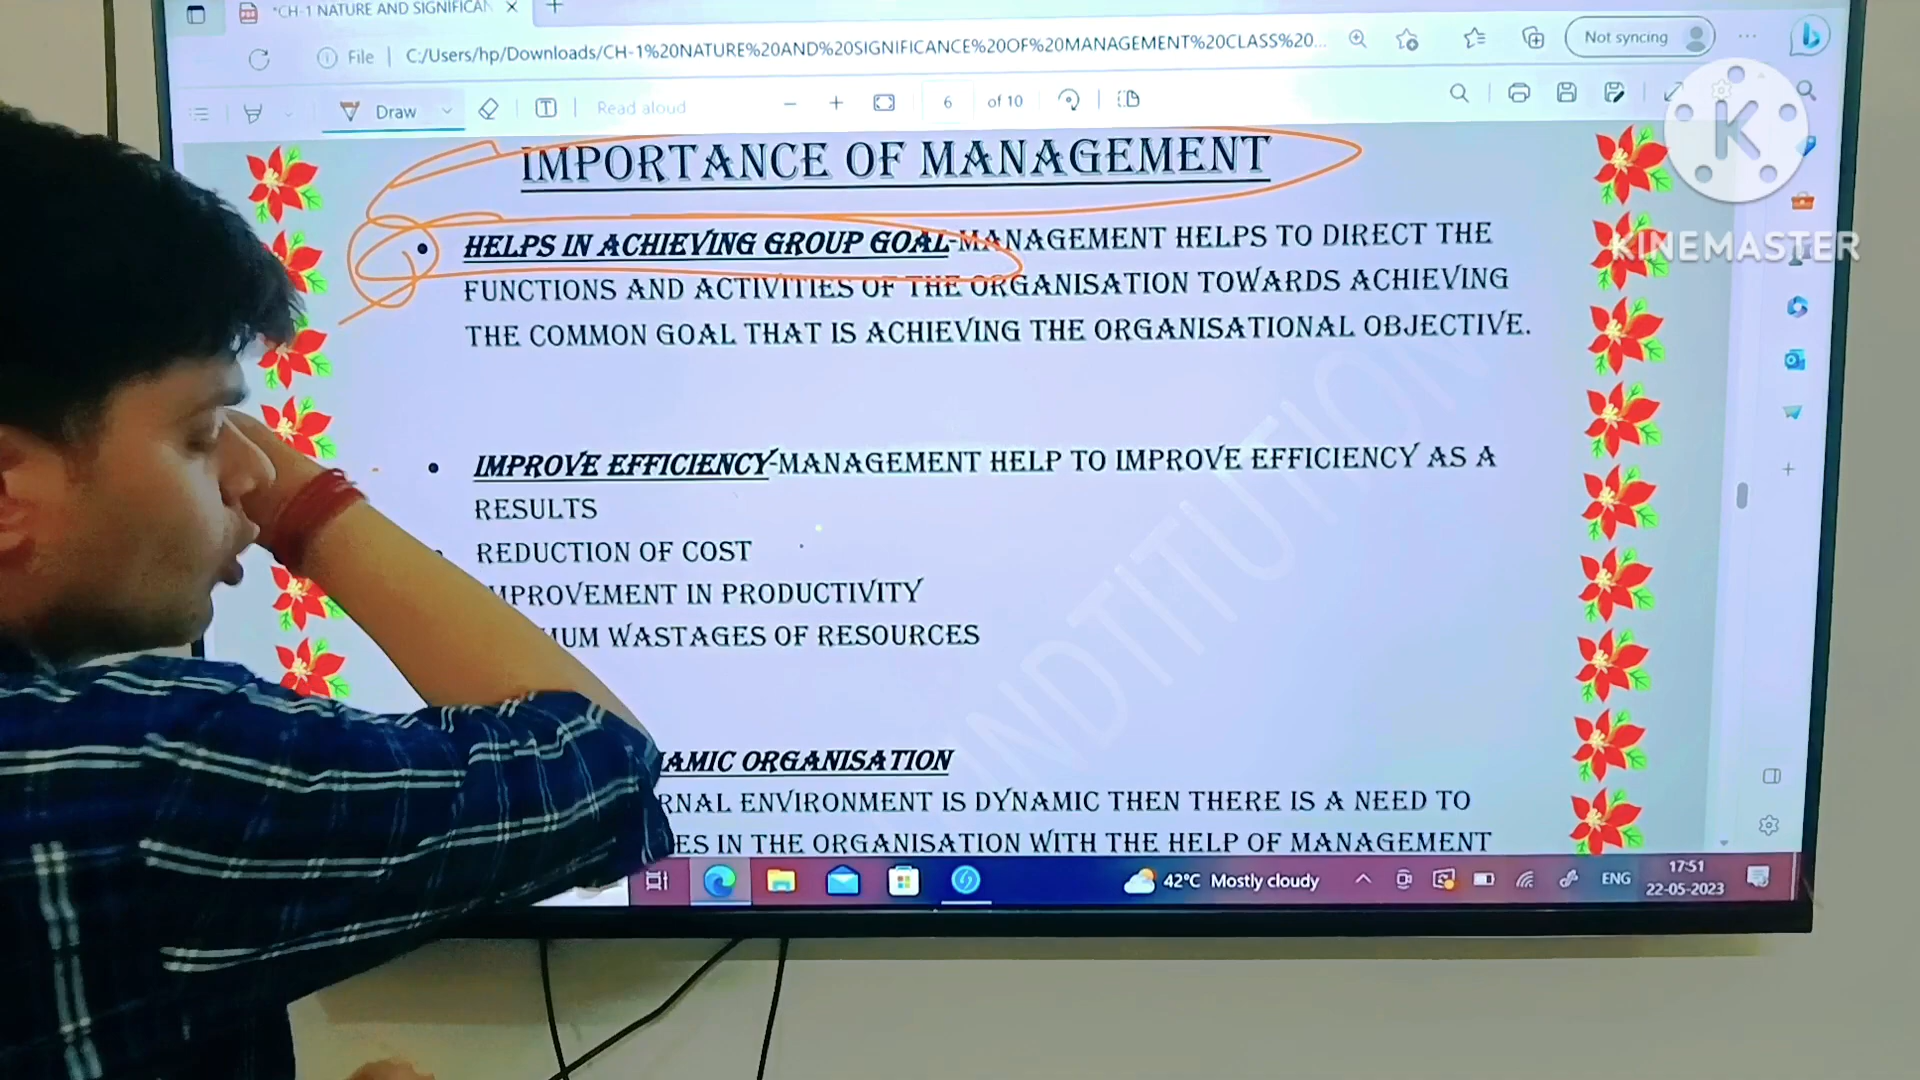 *CH-1 NATURE AND SIGNIFICAN
File
C:/Users/hp/Downloads/CH-1%20NATURE%20AND%20SIGNIFICANCE%20OF%20MANAGEMENT%20CLASS%20...
Not syncing
Draw
Read aloud
6 of 10
K
KINEMASTER
IMPORTANCE OF MANAGEMENT
• HELPS IN ACHIEVING GROUP GOAL-MANAGEMENT HELPS TO DIRECT THE
FUNCTIONS AND ACTIVITIES OF THE ORGANISATION TOWARDS ACHIEVING
THE COMMON GOAL THAT IS ACHIEVING THE ORGANISATIONAL OBJECTIVE.
• IMPROVE EFFICIENCY-MANAGEMENT HELP TO IMPROVE EFFICIENCY AS A
RESULTS
REDUCTION OF COST
MPROVEMENT IN PRODUCTIVITY
MUM WASTAGES OF RESOURCES
AMIC ORGANISATION
RNAL ENVIRONMENT IS DYNAMIC THEN THERE IS A NEED TO
ES IN THE ORGANISATION WITH THE HELP OF MANAGEMENT
INDTITUTION
42°C Mostly cloudy
ENG
17:51
22-05-2023